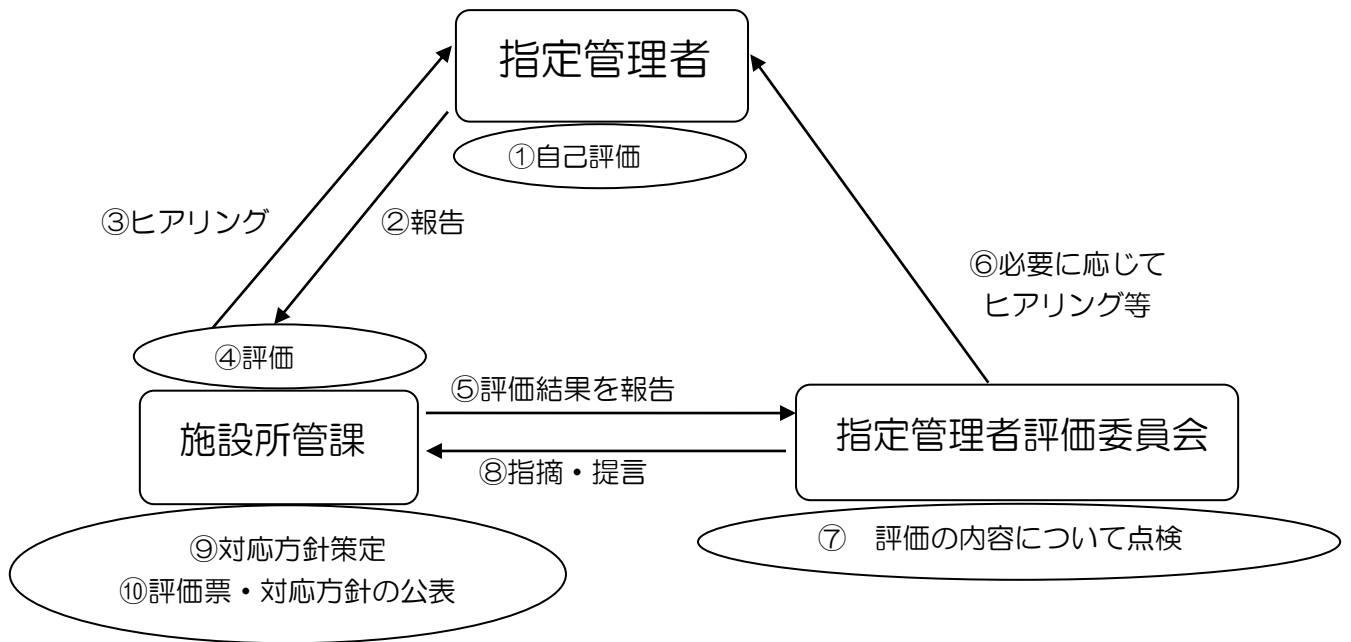 指定管理者
①自己評価
③ヒアリング
②報告
⑥必要に応じて
ヒアリング等
④評価
⑤評価結果を報告
施設所管課
指定管理者評価委員会
⑧指摘・提言
⑨対応方針策定
⑩評価票・対応方針の公表
⑦　評価の内容について点検